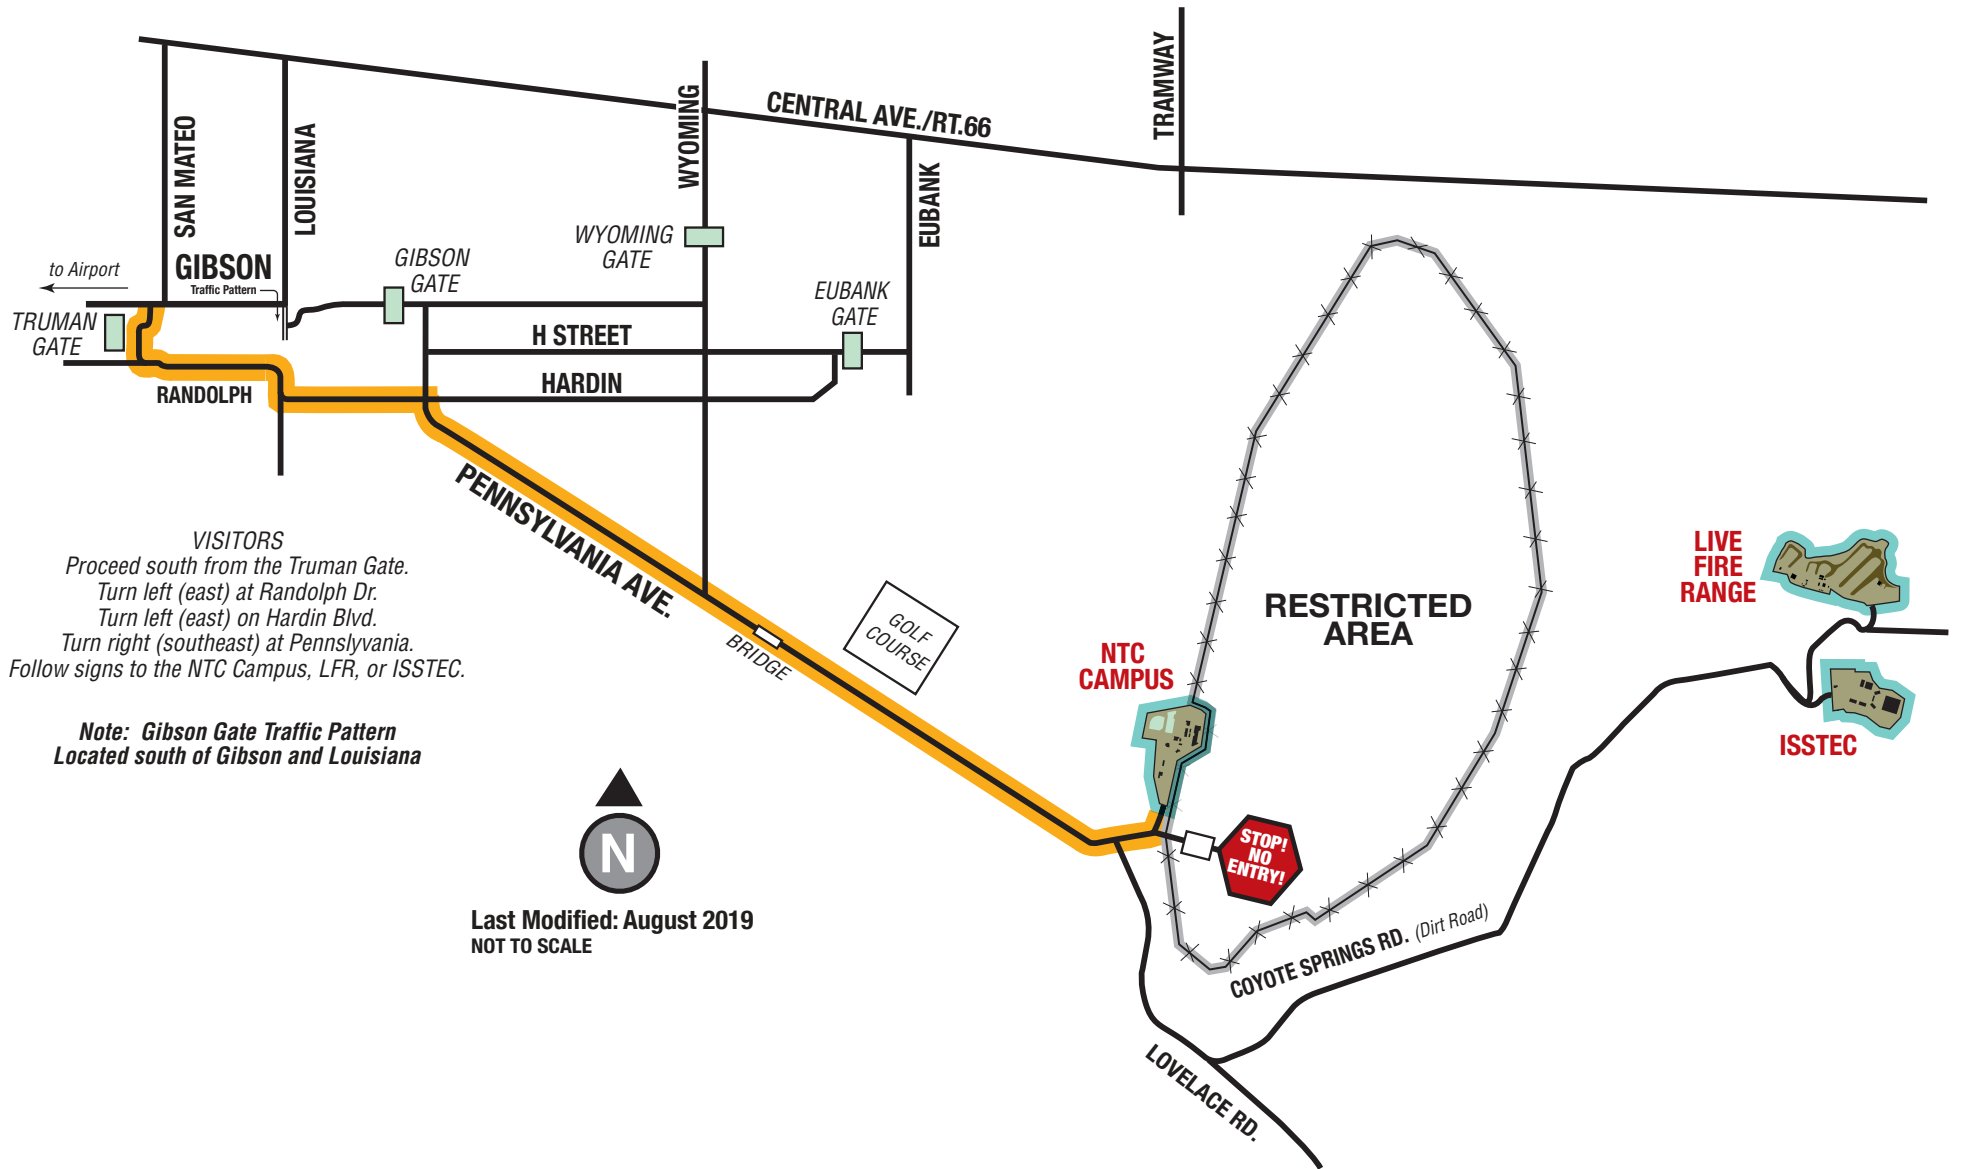 TRAMWAY
CENTRAL AVE./RT.66
WYOMING
SAN MATEO
LOUISIANA
EUBANK
WYOMING
GATE
GIBSON
GATE
to Airport
GIBSON
Traffic Pattern
EUBANK
GATE
TRUMAN
GATE
H STREET
HARDIN
RANDOLPH
PENNSYLVANIA AVE.
VISITORS
Proceed south from the Truman Gate.
Turn left (east) at Randolph Dr.
Turn left (east) on Hardin Blvd.
Turn right (southeast) at Pennslyvania.
Follow signs to the NTC Campus, LFR, or ISSTEC.
Note: Gibson Gate Traffic Pattern
Located south of Gibson and Louisiana
BRIDGE
GOLF
COURSE
RESTRICTED
AREA
LIVE
FIRE
RANGE
NTC
CAMPUS
ISSTEC
STOP!
NO
ENTRY!
N
Last Modified: August 2019
NOT TO SCALE
COYOTE SPRINGS RD. (Dirt Road)
LOVELACE RD.